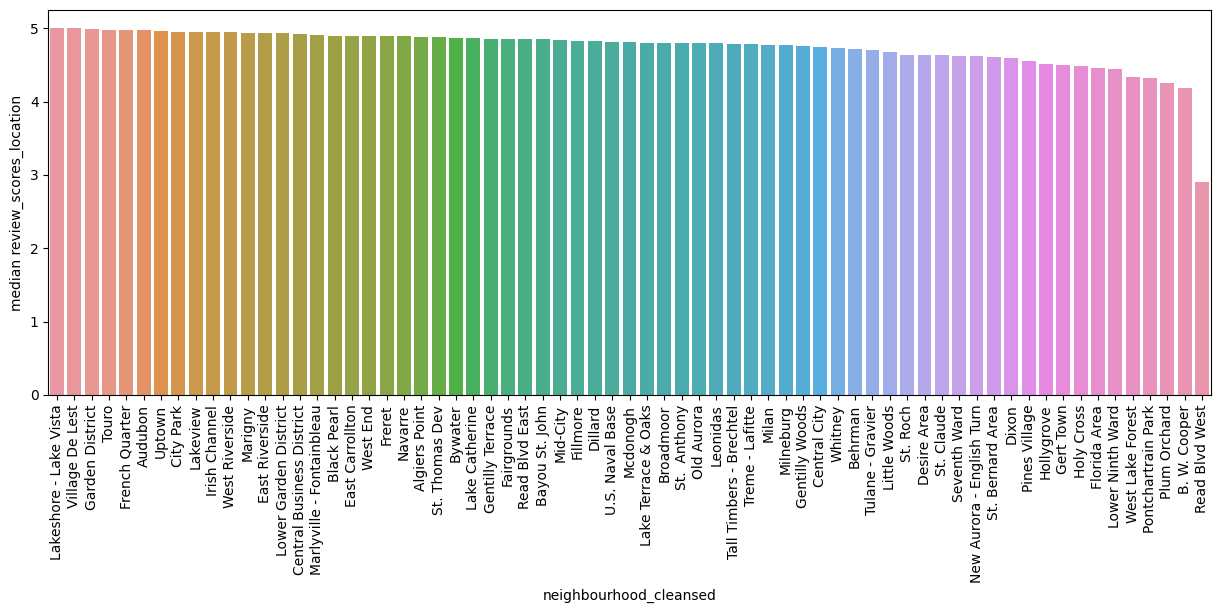 median review_scores_location
5
4
3
2
1
0
Lakeshore - Lake Vista
Village De Lest
Garden District
Touro
French Quarter
Audubon
Uptown
City Park
Lakeview
Irish Channel
West Riverside
Marigny
East Riverside
Lower Garden District
Central Business District
Marlyville - Fontainbleau
Black Pearl
East Carrollton
West End
Freret
Navarre
Algiers Point
St. Thomas Dev
Bywater
Lake Catherine
Gentilly Terrace
Fairgrounds
Read Blvd East
Bayou St. John
Mid-City
Fillmore
Dillard
U.S. Naval Base
Mcdonogh
Lake Terrace & Oaks
Broadmoor
St. Anthony
Old Aurora
Leonidas
Tall Timbers - Brechtel
Treme - Lafitte
Milan
Milneburg
Gentilly Woods
Central City
Whitney
Behrman
Tulane - Gravier
Little Woods
St. Roch
Desire Area
St. Claude
Seventh Ward
New Aurora - English Turn
St. Bernard Area
Dixon
Pines Village
Hollygrove
Gert Town
Holy Cross
Florida Area
Lower Ninth Ward
West Lake Forest
Pontchartrain Park
Plum Orchard
B. W. Cooper
Read Blvd West
neighbourhood_cleansed